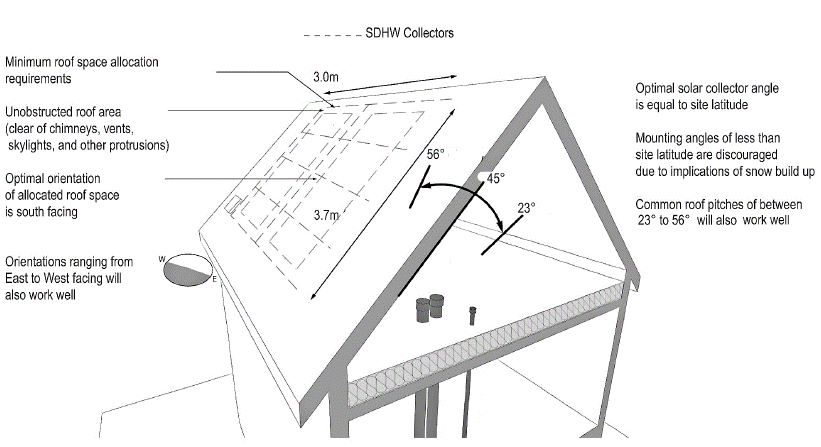 SDHW Collectors
Minimum roof space allocation
requirements
3.0m
Unobstructed roof area
(clear of chimneys, vents,
skylights, and other protrusions)
Optimal orientation
of allocated roof space
is south facing
Orientations ranging from
East to West facing will
also work well
W
E
3.7m
56°
45°
23°
Optimal solar collector angle
is equal to site latitude
Mounting angles of less than
site latitude are discouraged
due to implications of snow build up
Common roof pitches of between
23° to 56° will also work well